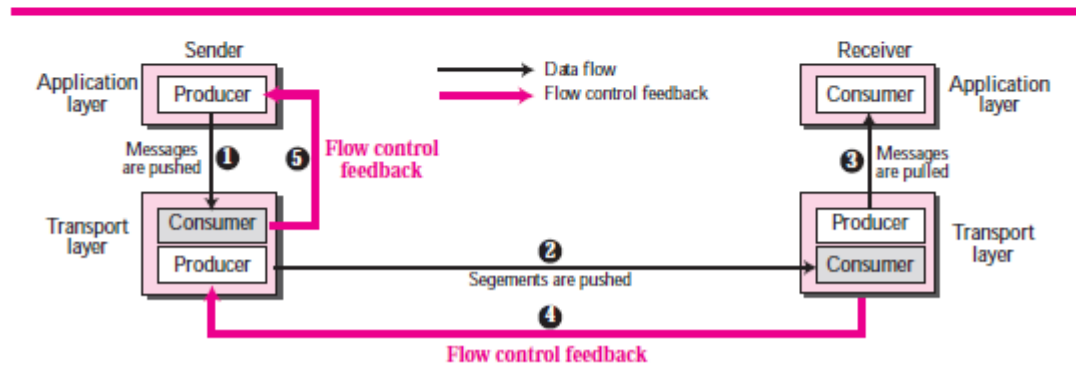 Sender
Receiver
Application
layer
Producer
Data flow
Flow control feedback
Consumer
Application
layer
Messages
are pushed
1
5
Flow control
feedback
3
Messages
are pulled
Transport
layer
Consumer
Producer
2
Segements are pushed
Producer
Consumer
Transport
layer
4
Flow control feedback